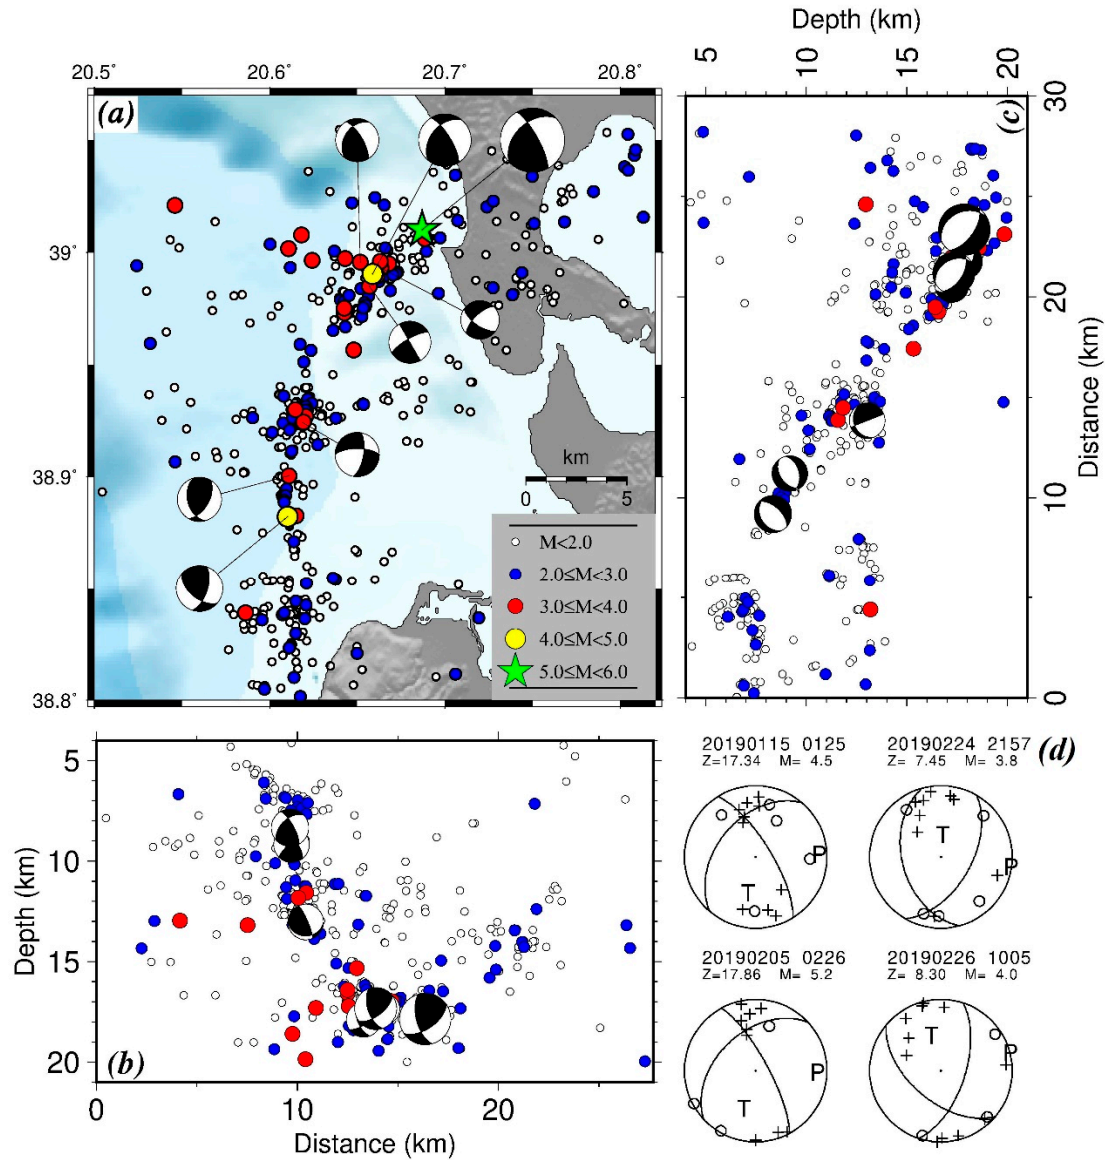 20.5˚ 20.6˚ 20.7˚ 20.8˚
(a)
39˚
38.9˚
38.8˚
km
0 5
M<2.0
2.0≤M<3.0
3.0≤M<4.0
4.0≤M<5.0
5.0≤M<6.0
Depth (km)
5 10 15 20
(c)
30
20
10
0
Distance (km)
5
10
15
20
Depth (km)
(b)
0 10 20
Distance (km)
(d)
20190115 0125
Z=17.34 M= 4.5
P
T
20190224 2157
Z= 7.45 M= 3.8
T
P
20190205 0226
Z=17.86 M= 5.2
P
T
20190226 1005
Z= 8.30 M= 4.0
T
P